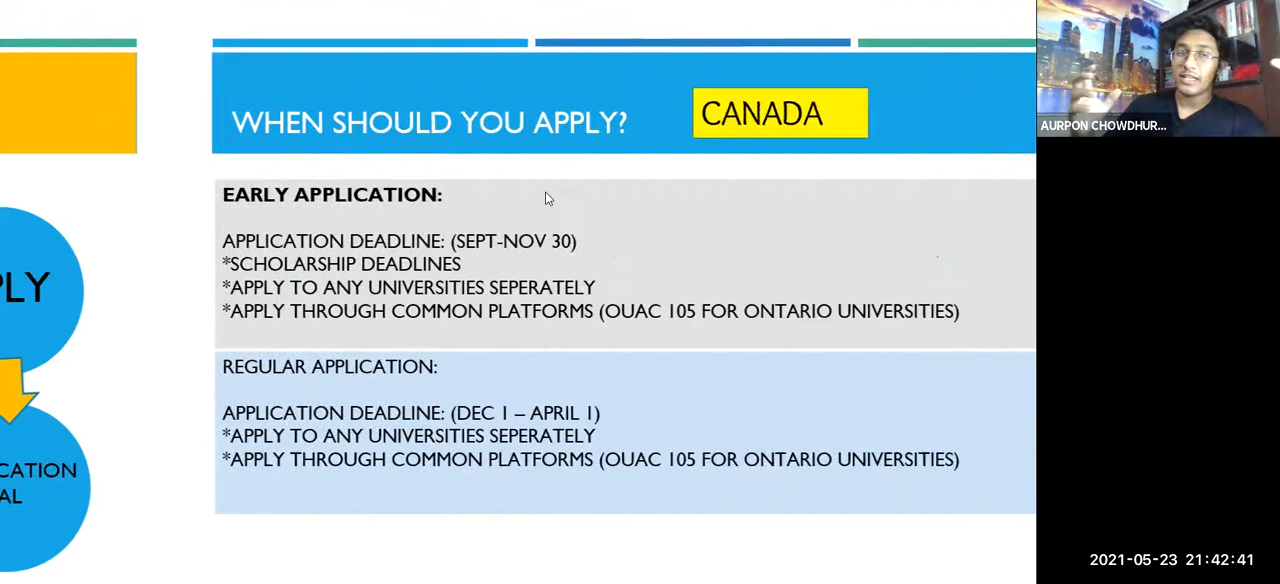 WHEN SHOULD YOU APPLY?
CANADA
AURPON CHOWDHUR...
EARLY APPLICATION:
APPLICATION DEADLINE: (SEPT-NOV 30)
*SCHOLARSHIP DEADLINES
*APPLY TO ANY UNIVERSITIES SEPERATELY
*APPLY THROUGH COMMON PLATFORMS (OUAC 105 FOR ONTARIO UNIVERSITIES)
PLY
REGULAR APPLICATION:
APPLICATION DEADLINE: (DEC 1 – APRIL 1)
*APPLY TO ANY UNIVERSITIES SEPERATELY
*APPLY THROUGH COMMON PLATFORMS (OUAC 105 FOR ONTARIO UNIVERSITIES)
CATION
AL
2021-05-23 21:42:41